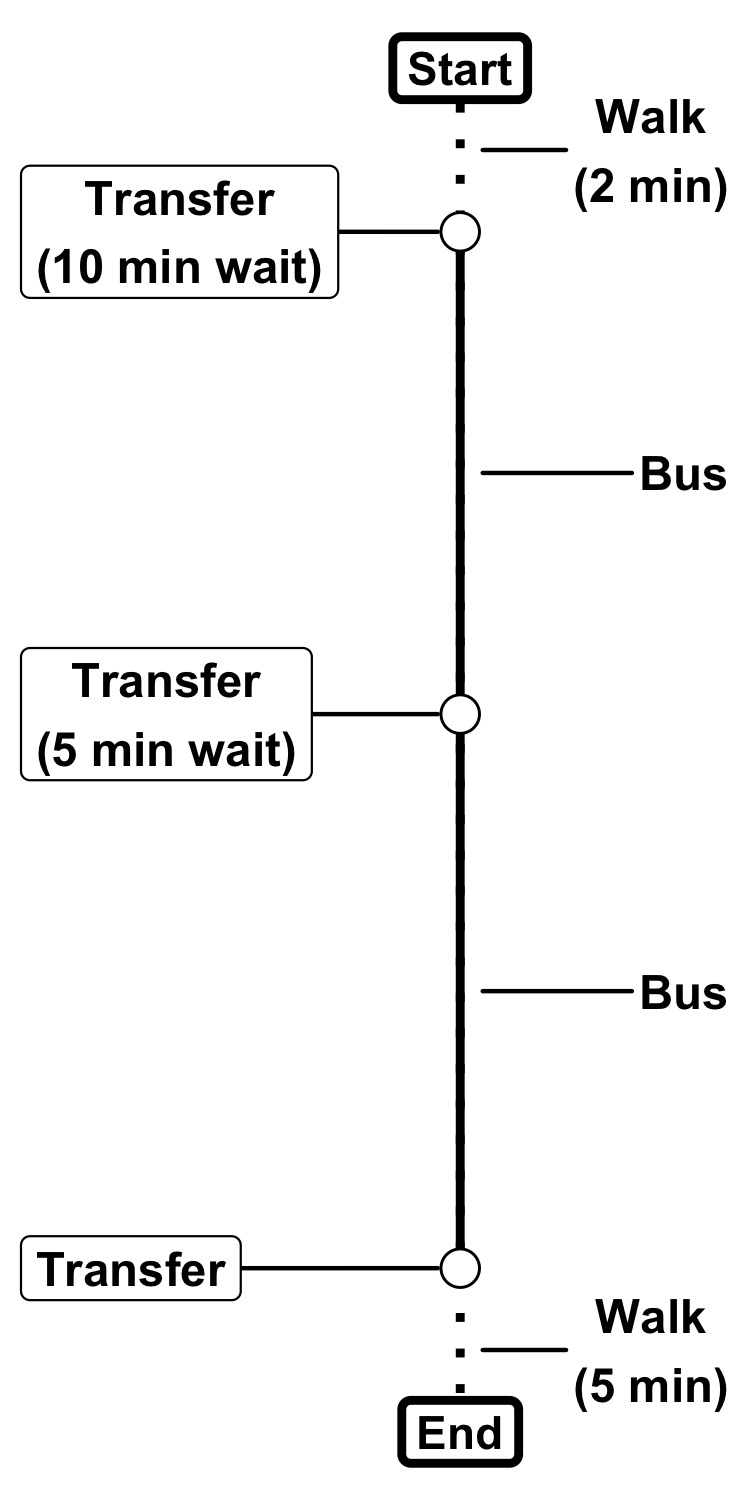 Start
Walk
(2 min)
Transfer
(10 min wait)
Bus
Transfer
(5 min wait)
Bus
Transfer
Walk
(5 min)
End